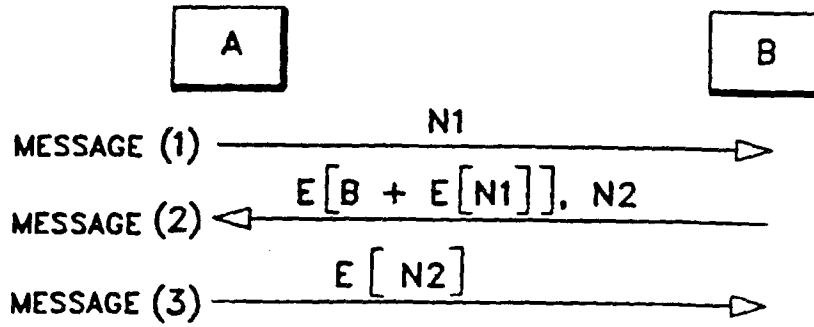 A
B
N1
MESSAGE (1)
E[B + E[N1]], N2
MESSAGE (2)
E [ N2]
MESSAGE (3)